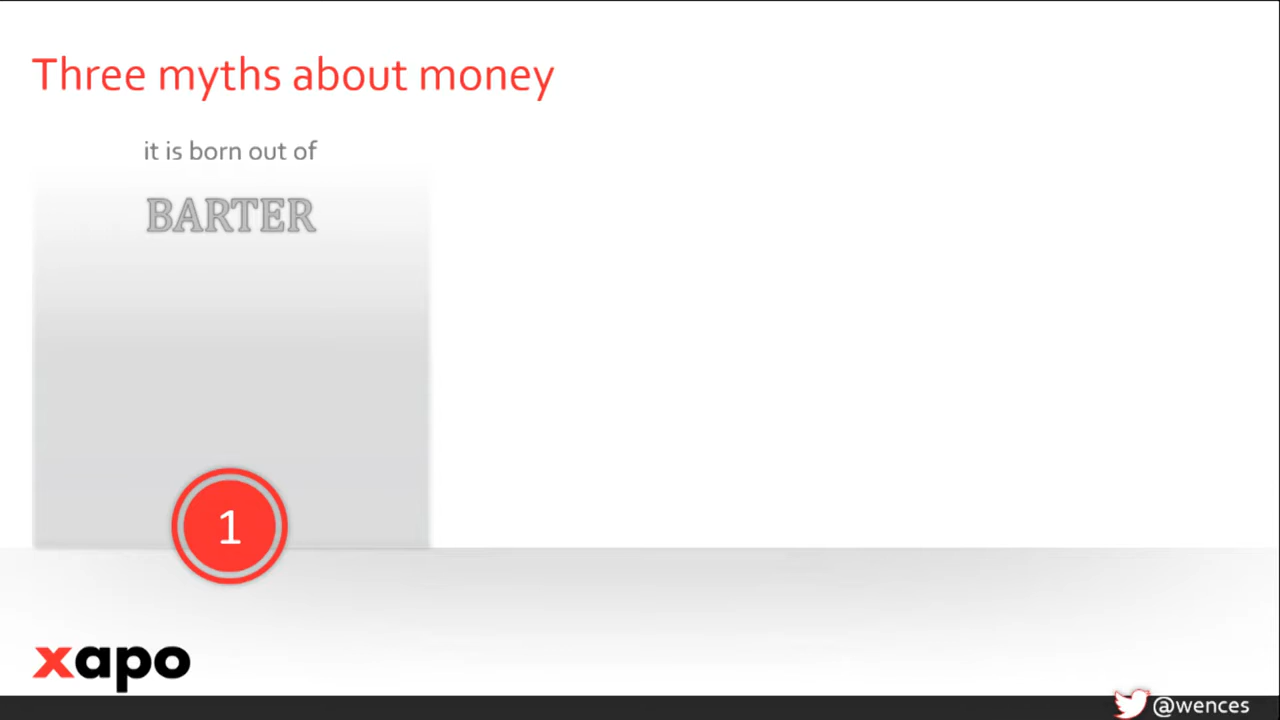 Three myths about money
it is born out of
BARTER
1
xapo
@wences